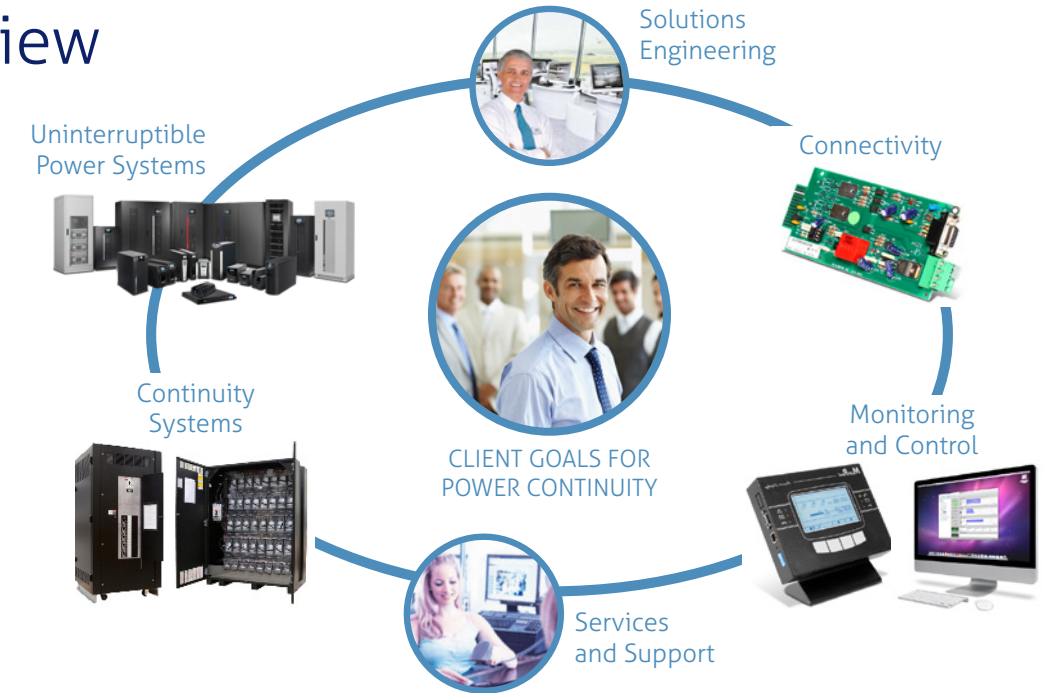 iew
Solutions
Engineering
Uninterruptible
Power Systems
Connectivity
Continuity
Systems
Monitoring
and Control
CLIENT GOALS FOR
POWER CONTINUITY
Services
and Support